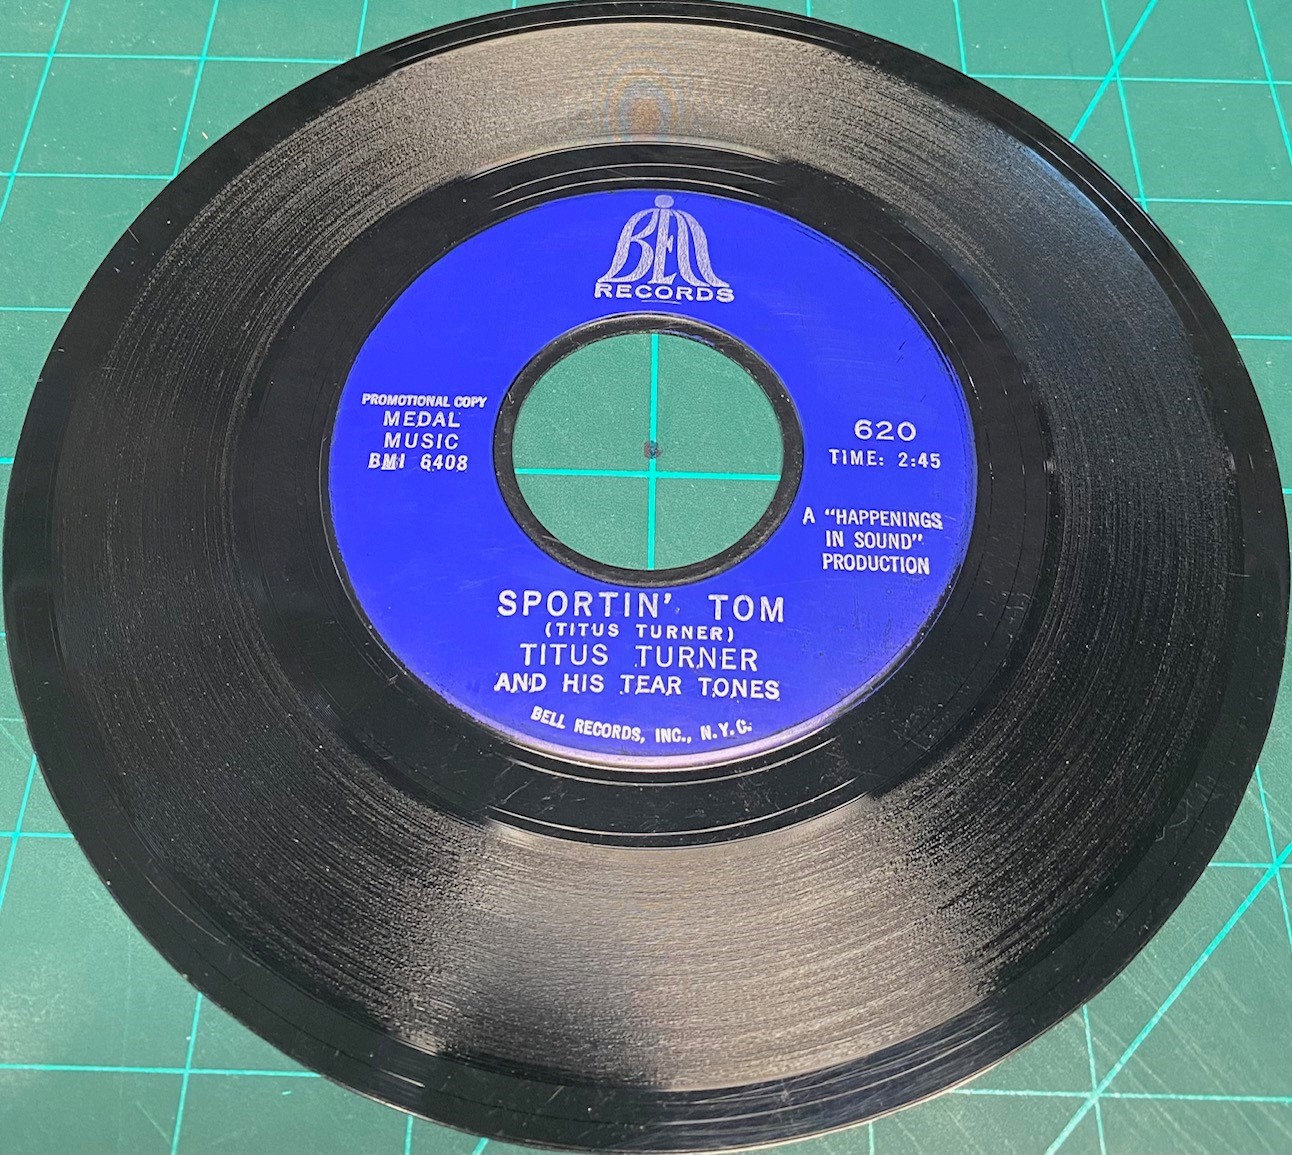 BELL
RECORDS
PROMOTIONAL COPY
MEDAL
MUSIC
BMI 6408
620
TIME: 2:45
A "HAPPENINGS
IN SOUND"
PRODUCTION
SPORTIN' TOM
(TITUS TURNER)
TITUS TURNER
AND HIS TEAR TONES
BELL RECORDS, INC., N.Y.C.